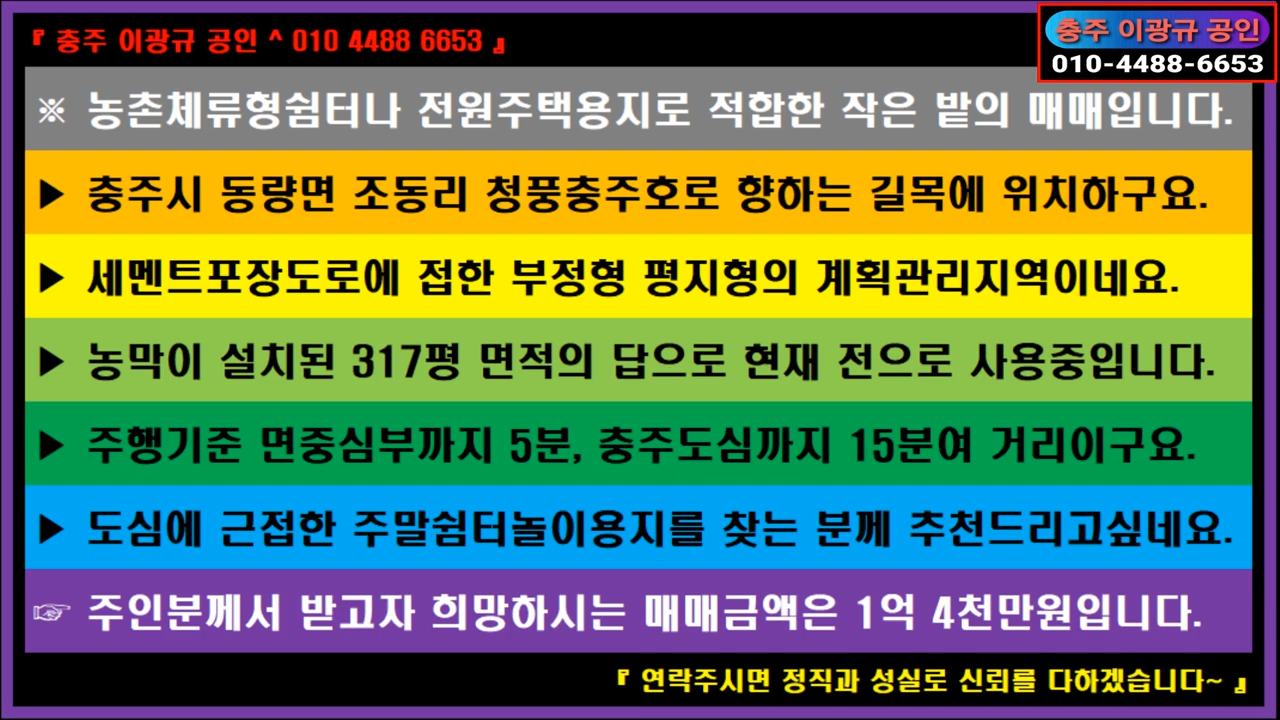 『 충주 이광규 공인 ^ 010 4488 6653 』
충주 이광규 공인
010-4488-6653
※ 농촌체류형쉼터나 전원주택용지로 적합한 작은 밭의 매매입니다.
▶ 충주시 동량면 조동리 청풍충주호로 향하는 길목에 위치하구요.
▶ 세멘트포장도로에 접한 부정형 평지형의 계획관리지역이네요.
▶ 농막이 설치된 317평 면적의 답으로 현재 전으로 사용중입니다.
▶ 주행기준 면중심부까지 5분, 충주도심까지 15분여 거리이구요.
▶ 도심에 근접한 주말쉼터놀이용지를 찾는 분께 추천드리고싶네요.
☞ 주인분께서 받고자 희망하시는 매매금액은 1억 4천만원입니다.
『 연락주시면 정직과 성실로 신뢰를 다하겠습니다~ 』